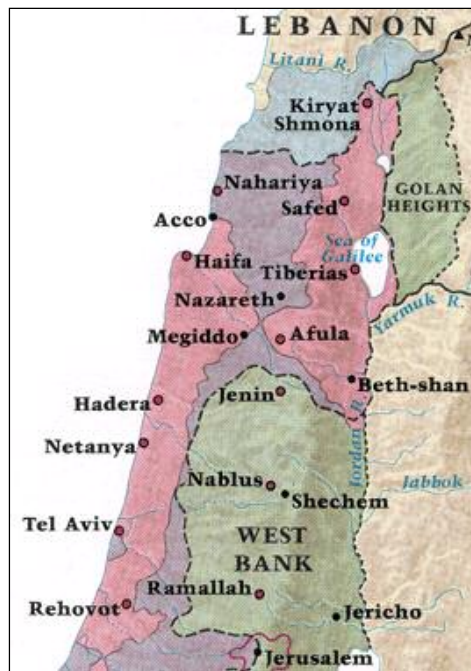 LEBANON
Litani R.
Kiryat
Shmona
GOLAN
HEIGHTS
Nahariya
Safed
Acco
Sea of
Galilee
Haifa
Tiberias
Nazareth
Yarmuk R.
Megiddo
Afula
Beth-shan
Jenin
Hadera
Jordan R.
Netanya
Nablus
Jabbok
Shechem
Tel Aviv
WEST
BANK
Ramallah
Rehovot
Jericho
Jerusalem